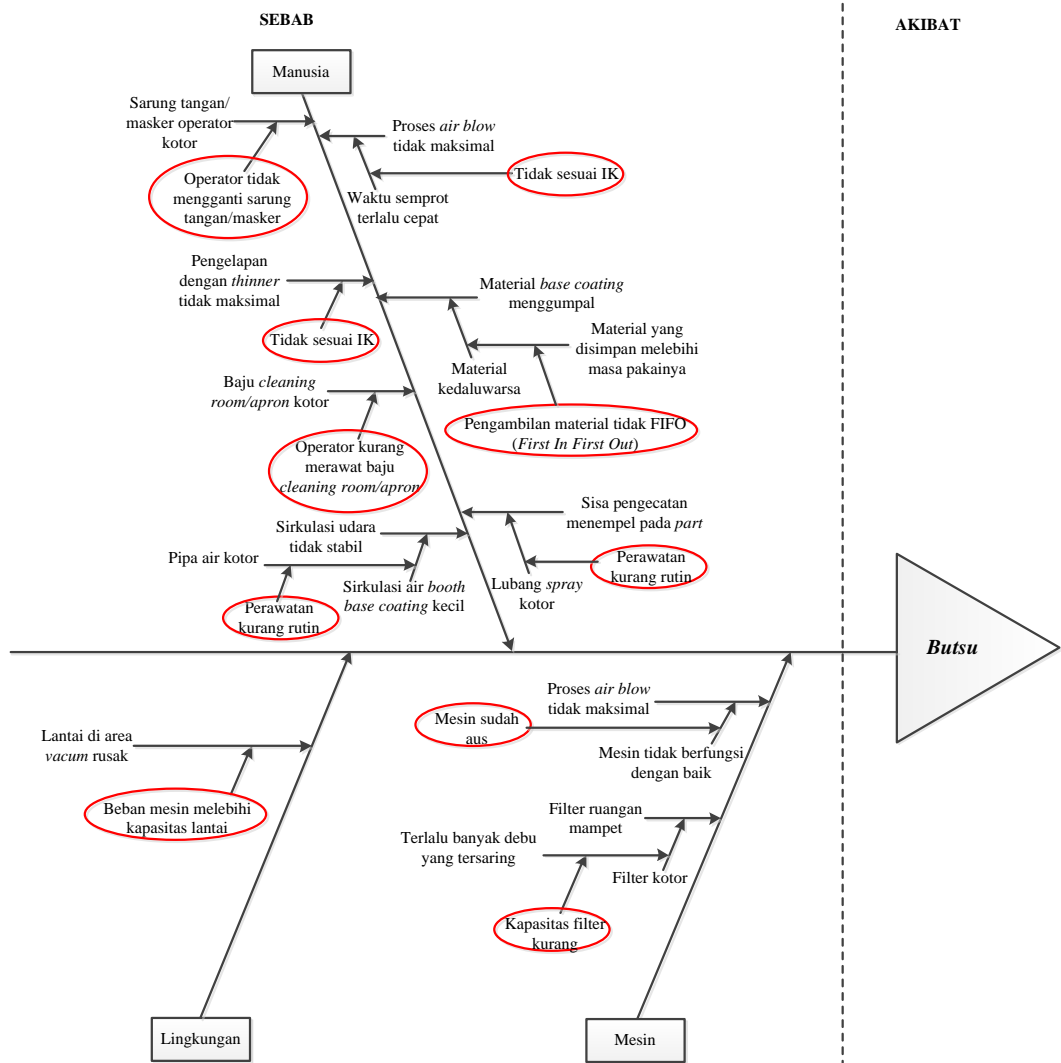 SEBAB
AKIBAT
Manusia
Sarung tangan/
masker operator
kotor
Proses air blow
tidak maksimal
Operator tidak
mengganti sarung
tangan/masker
Tidak sesuai IK
Waktu semprot
terlalu cepat
Pengelapan
dengan thinner
tidak maksimal
Material base coating
menggumpal
Tidak sesuai IK
Material yang
disimpan melebihi
masa pakainya
Material
kedaluwarsa
Baju cleaning
room/apron kotor
Pengambilan material tidak FIFO
(First In First Out)
Operator kurang
merawat baju
cleaning room/apron
Sisa pengecatan
menempel pada part
Sirkulasi udara
tidak stabil
Pipa air kotor
Perawatan
kurang rutin
Lubang spray
kotor
Sirkulasi air booth
base coating kecil
Perawatan
kurang rutin
Butsu
Proses air blow
tidak maksimal
Mesin sudah
aus
Lantai di area
vacum rusak
Mesin tidak berfungsi
dengan baik
Beban mesin melebihi
kapasitas lantai
Filter ruangan
mampet
Terlalu banyak debu
yang tersaring
Filter kotor
Kapasitas filter
kurang
Lingkungan
Mesin